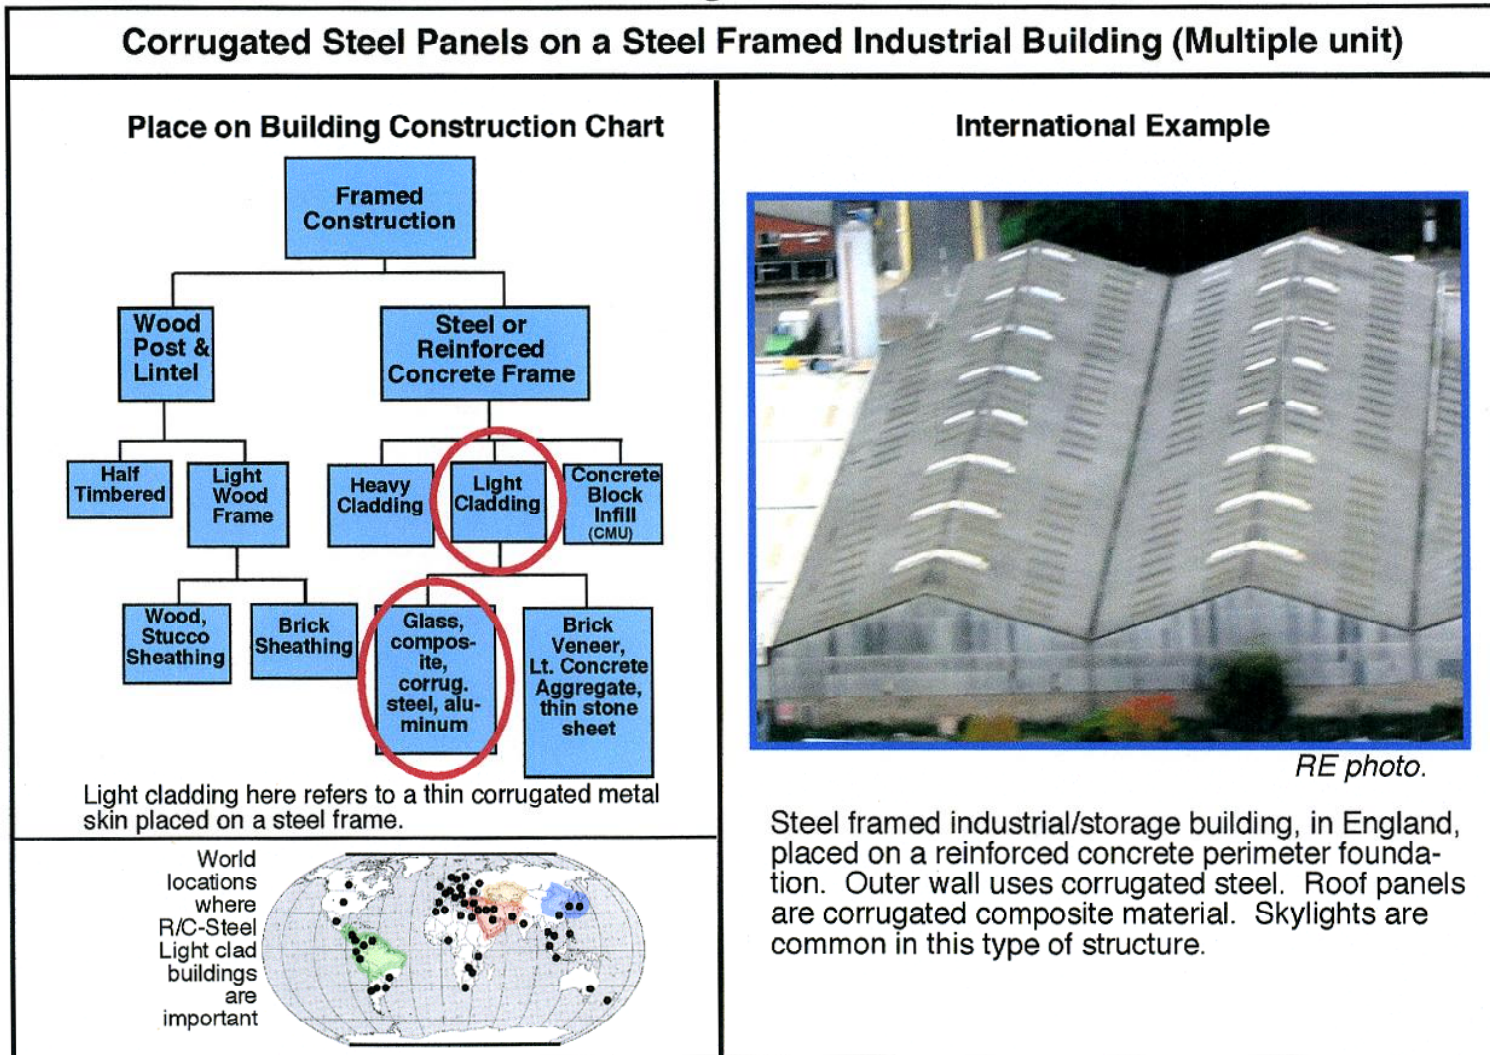 Corrugated Steel Panels on a Steel Framed Industrial Building (Multiple unit)
Place on Building Construction Chart
Framed
Construction
Wood
Post &
Lintel
Steel or
Reinforced
Concrete Frame
Half
Timbered
Light
Wood
Frame
Heavy
Cladding
Light
Cladding
Concrete
Block
Infill
(CMU)
Wood,
Stucco
Sheathing
Brick
Sheathing
Glass,
compos-
ite,
corrug.
steel, alu-
minum
Brick
Veneer,
Lt. Concrete
Aggregate,
thin stone
sheet
Light cladding here refers to a thin corrugated metal
skin placed on a steel frame.
World
locations
where
R/C-Steel
Light clad
buildings
are
important
International Example
RE photo.
Steel framed industrial/storage building, in England,
placed on a reinforced concrete perimeter founda-
tion.  Outer wall uses corrugated steel.  Roof panels
are corrugated composite material.  Skylights are
common in this type of structure.